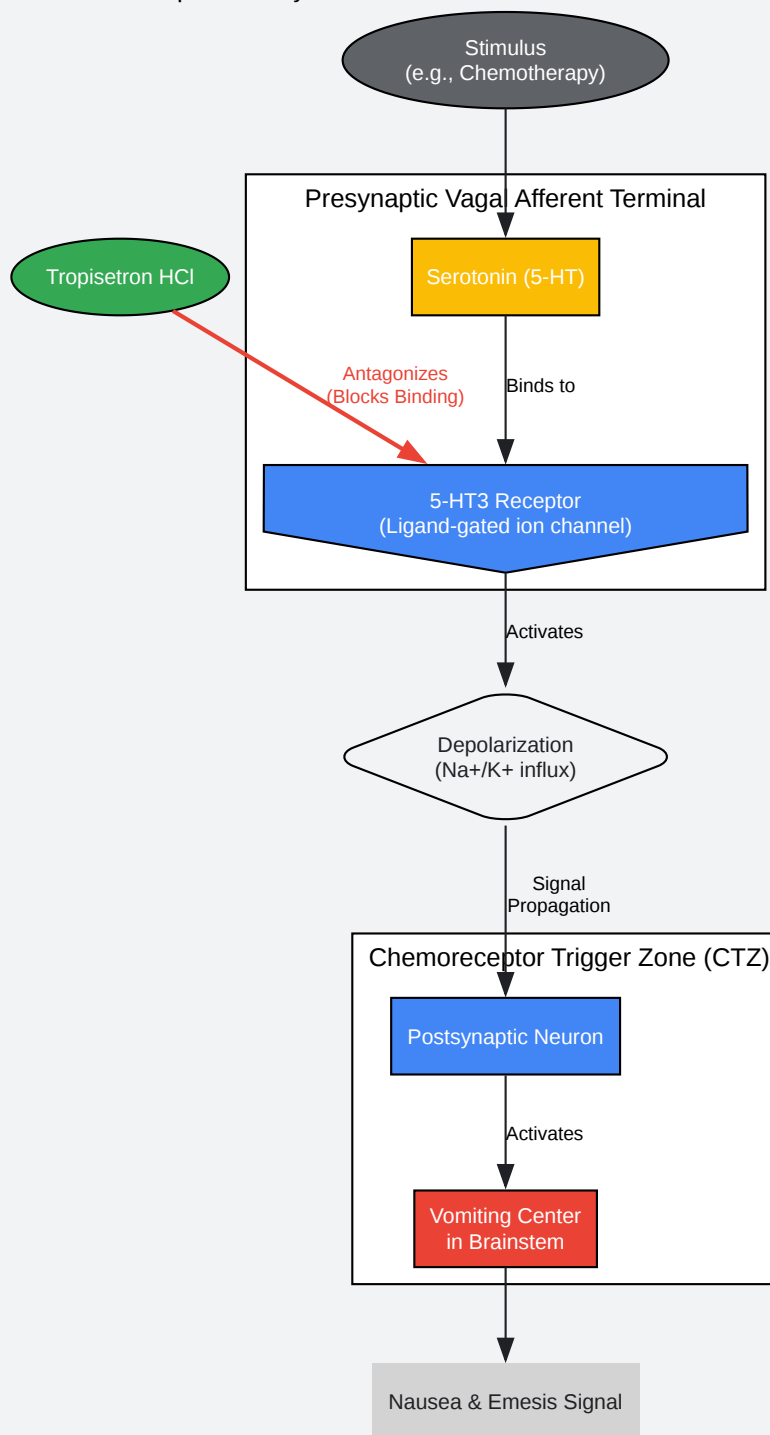 Stimulus
(e.g., Chemotherapy)
Presynaptic Vagal Afferent Terminal
Tropisetron HCl
Serotonin (5-HT)
Antagonizes
(Blocks Binding)
Binds to
5-HT3 Receptor
(Ligand-gated ion channel)
Activates
Depolarization
(Na+/K+ influx)
Signal
Propagation
Chemoreceptor Trigger Zone (CTZ)
Postsynaptic Neuron
Activates
Vomiting Center
in Brainstem
Nausea & Emesis Signal